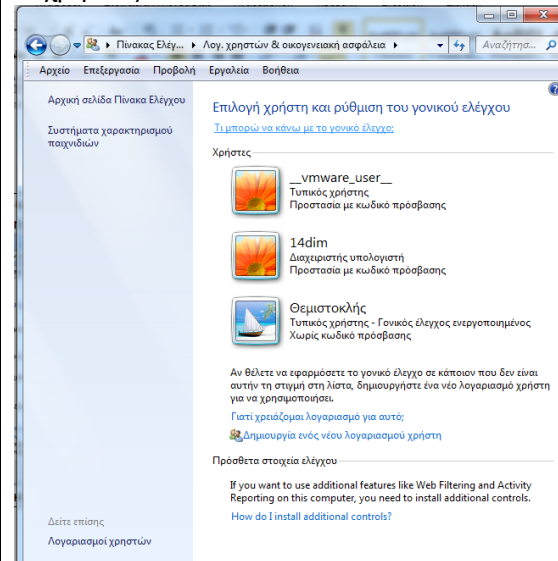 Πίνακας Ελέγ... ▸ Λογ. χρηστών & οικογενειακή ασφάλεια ▸
Αναζήτησ...
Αρχείο Επεξεργασία Προβολή Εργαλεία Βοήθεια
Αρχική σελίδα Πίνακα Ελέγχου
Συστήματα χαρακτηρισμού
παιχνιδιών
Επιλογή χρήστη και ρύθμιση του γονικού ελέγχου
Τι μπορώ να κάνω με το γονικό έλεγχο;
Χρήστες
__vmware_user__
Τυπικός χρήστης
Προστασία με κωδικό πρόσβασης
14dim
Διαχειριστής υπολογιστή
Προστασία με κωδικό πρόσβασης
Θεμιστοκλής
Τυπικός χρήστης - Γονικός έλεγχος ενεργοποιημένος
Χωρίς κωδικό πρόσβασης
Αν θέλετε να εφαρμόσετε το γονικό έλεγχο σε κάποιον που δεν είναι
αυτήν τη στιγμή στη λίστα, δημιουργήστε ένα νέο λογαριασμό χρήστη
για να χρησιμοποιήσει.
Γιατί χρειάζομαι λογαριασμό για αυτό;
Δημιουργία ενός νέου λογαριασμού χρήστη
Πρόσθετα στοιχεία ελέγχου
If you want to use additional features like Web Filtering and Activity
Reporting on this computer, you need to install additional controls.
How do I install additional controls?
Δείτε επίσης
Λογαριασμοί χρηστών